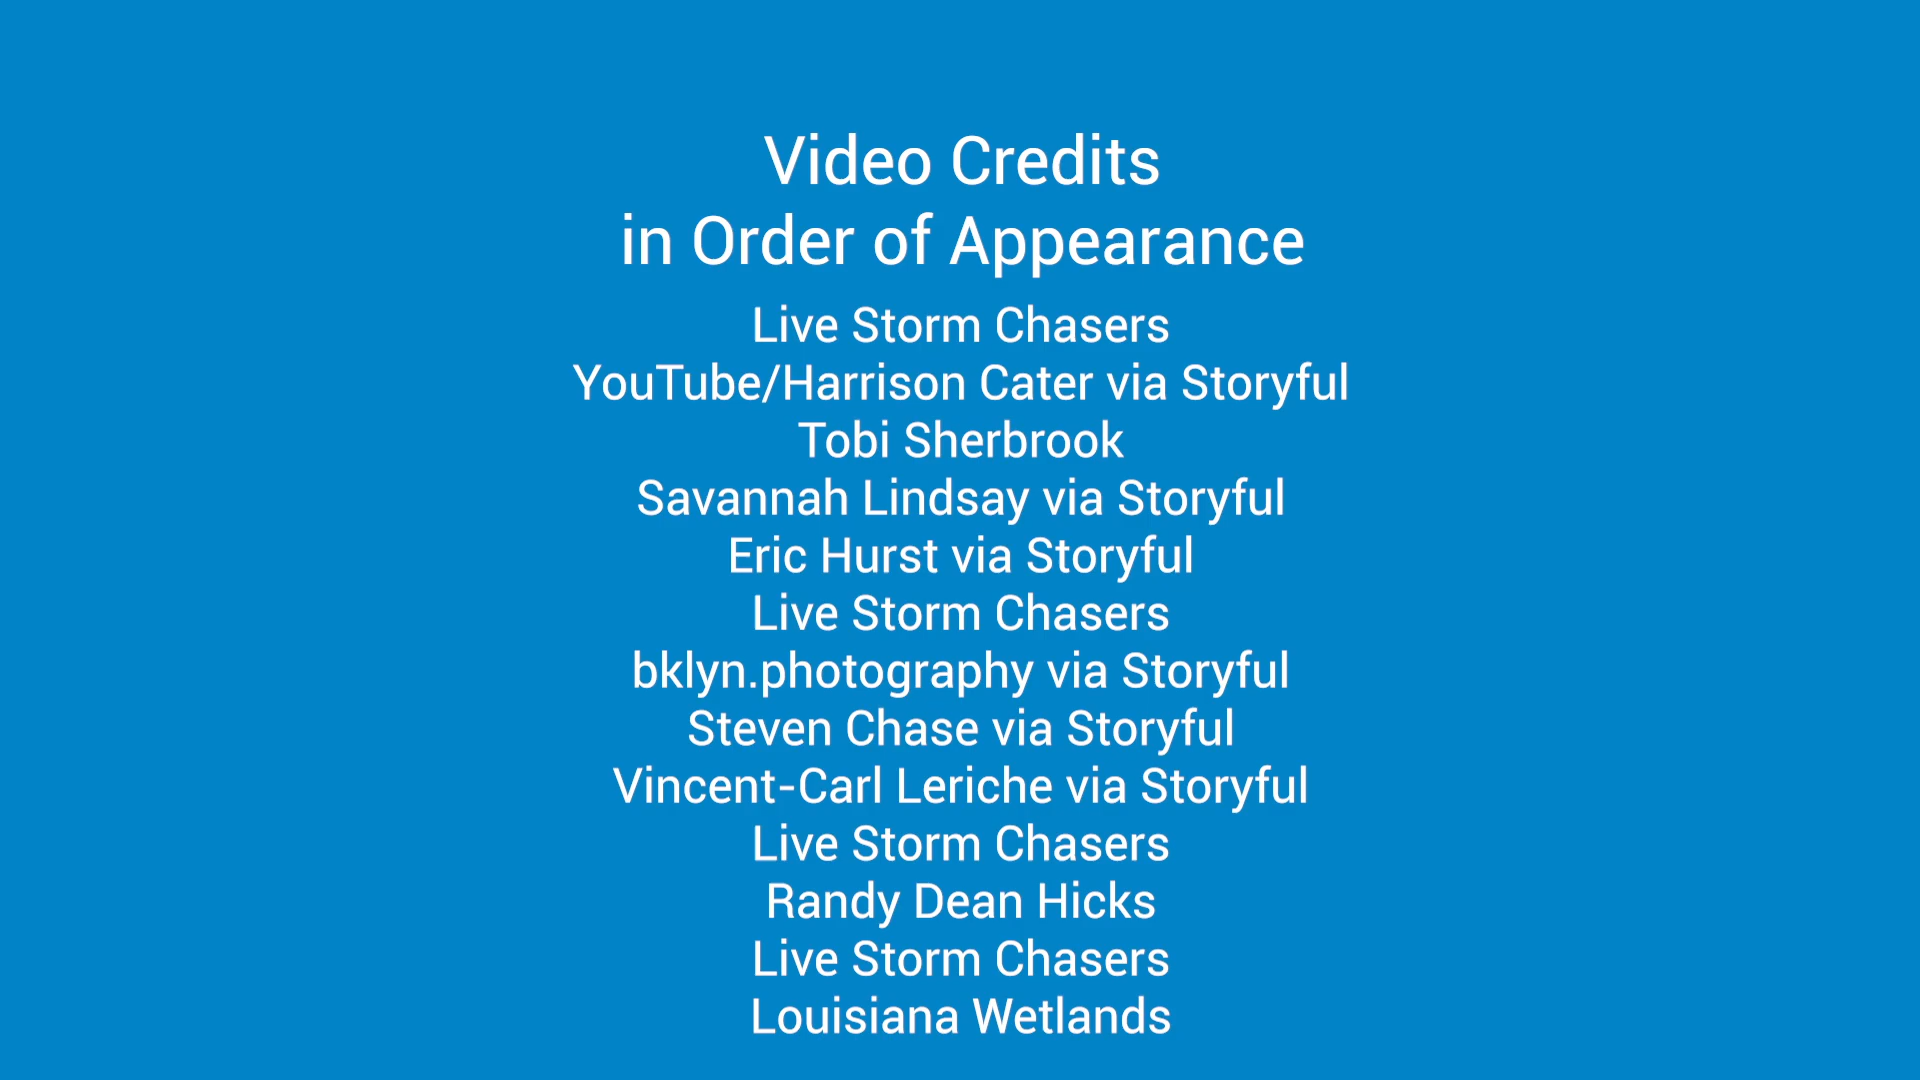 Video Credits
in Order of Appearance
Live Storm Chasers
YouTube/Harrison Cater via Storyful
Tobi Sherbrook
Savannah Lindsay via Storyful
Eric Hurst via Storyful
Live Storm Chasers
bklyn.photography via Storyful
Steven Chase via Storyful
Vincent-Carl Leriche via Storyful
Live Storm Chasers
Randy Dean Hicks
Live Storm Chasers
Louisiana Wetlands